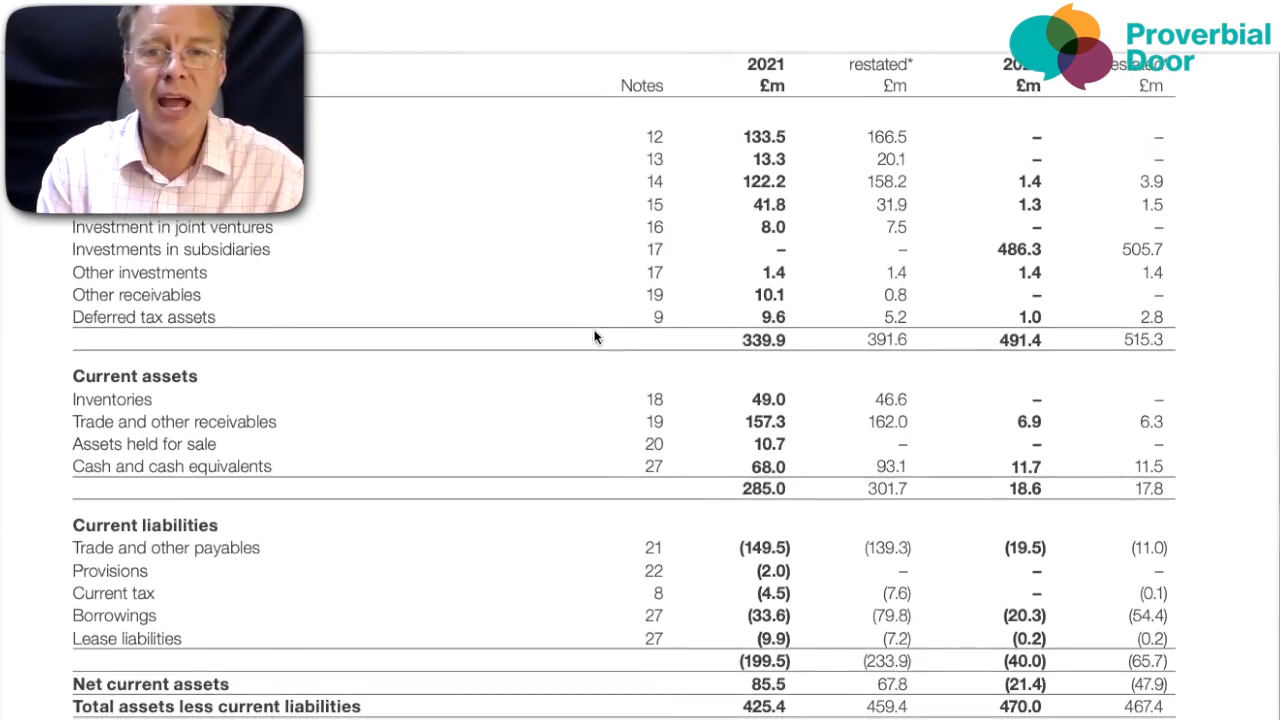 Proverbial
Door
2021 restated*
Notes £m £m £m £m
12 133.5 166.5 – –
13 13.3 20.1 – –
14 122.2 158.2 1.4 3.9
15 41.8 31.9 1.3 1.5
Investment in joint ventures 16 8.0 7.5 – –
Investments in subsidiaries 17 – – 486.3 505.7
Other investments 17 1.4 1.4 1.4 1.4
Other receivables 19 10.1 0.8 – –
Deferred tax assets 9 9.6 5.2 1.0 2.8
339.9 391.6 491.4 515.3
Current assets
Inventories 18 49.0 46.6 – –
Trade and other receivables 19 157.3 162.0 6.9 6.3
Assets held for sale 20 10.7 – – –
Cash and cash equivalents 27 68.0 93.1 11.7 11.5
285.0 301.7 18.6 17.8
Current liabilities
Trade and other payables 21 (149.5) (139.3) (19.5) (11.0)
Provisions 22 (2.0) – – –
Current tax 8 (4.5) (7.6) – (0.1)
Borrowings 27 (33.6) (79.8) (20.3) (54.4)
Lease liabilities 27 (9.9) (7.2) (0.2) (0.2)
(199.5) (233.9) (40.0) (65.7)
Net current assets 85.5 67.8 (21.4) (47.9)
Total assets less current liabilities 425.4 459.4 470.0 467.4